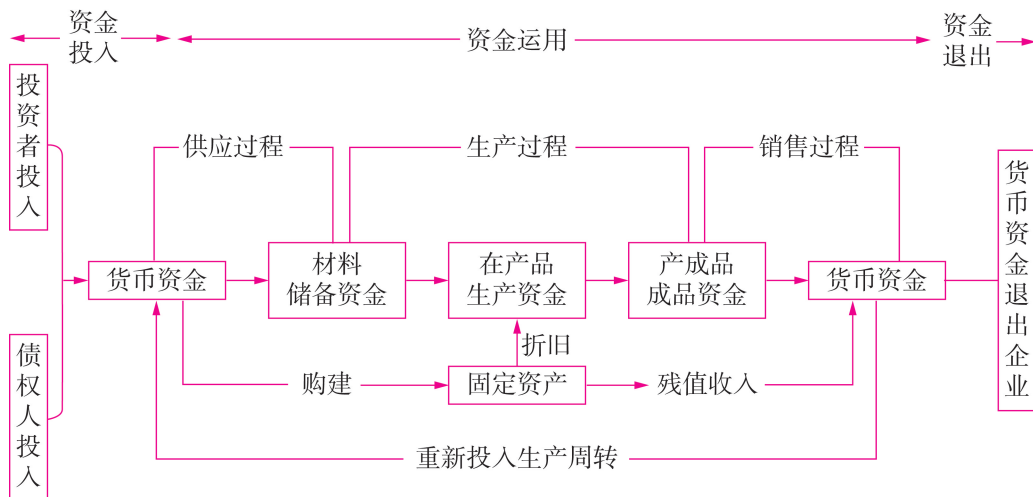 资金
投入
资金运用
资金
退出
投资者投入
供应过程
生产过程
销售过程
货币资金
材料
储备资金
在产品
生产资金
产成品
成品资金
货币资金
货币资金退出企业
债权人投入
折旧
购建
固定资产
残值收入
重新投入生产周转